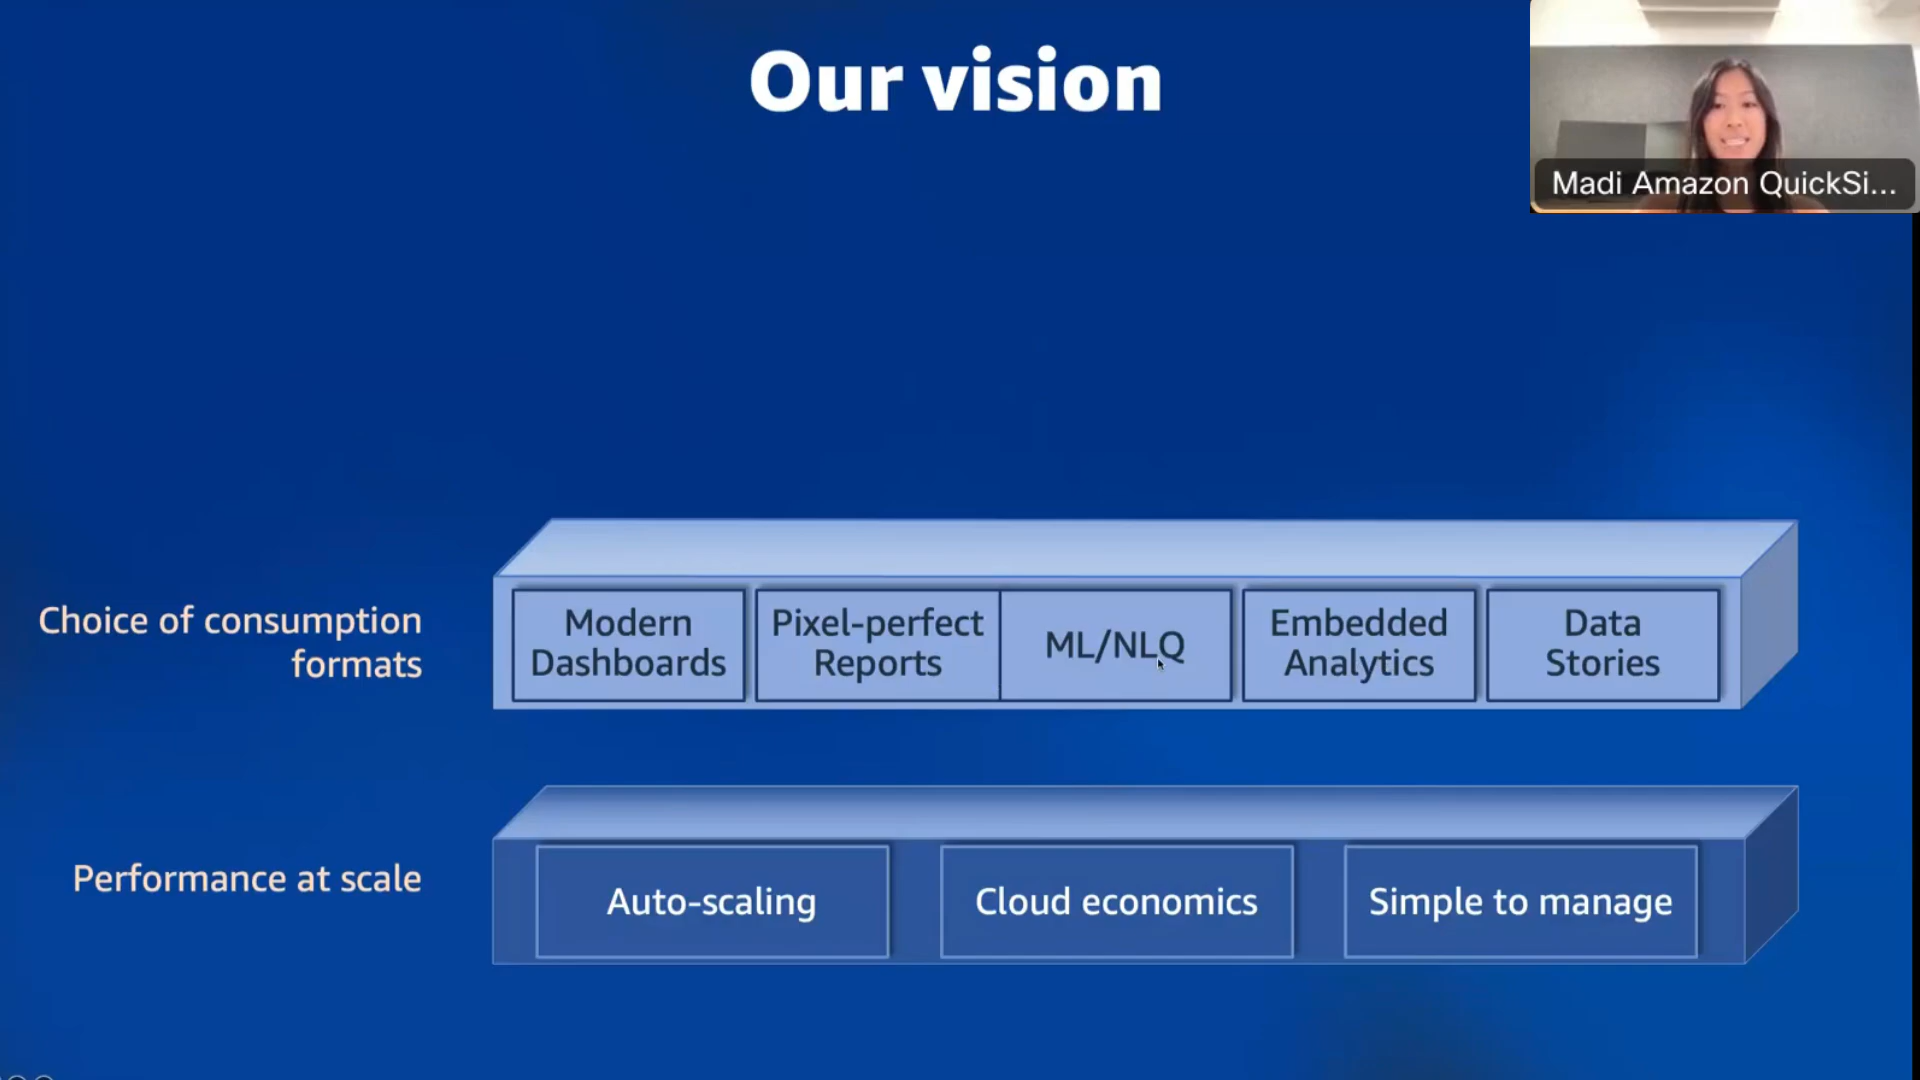 Our vision
Madi Amazon QuickSi...
Choice of consumption
formats
Modern
Dashboards
Pixel-perfect
Reports
ML/NLQ
Embedded
Analytics
Data
Stories
Performance at scale
Auto-scaling
Cloud economics
Simple to manage